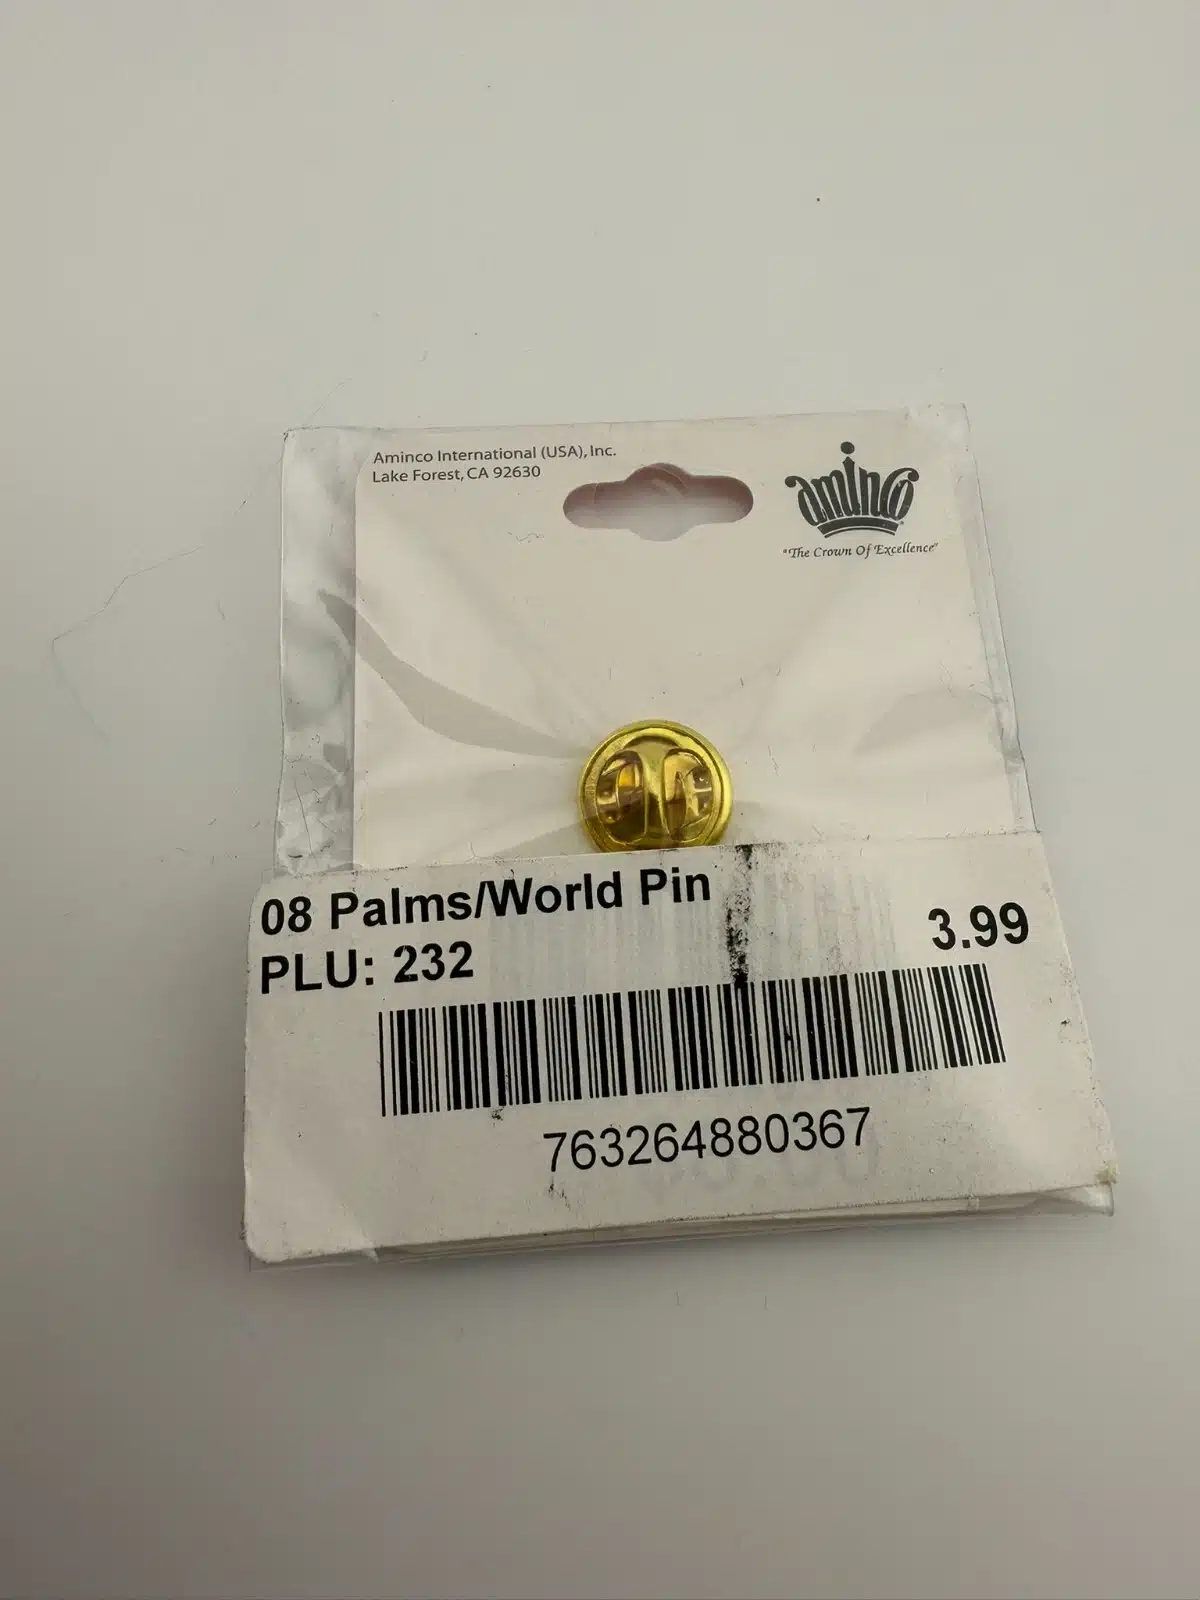 Aminco International (USA), Inc.
Lake Forest, CA 92630
aminco
"The Crown Of Excellence"
08 Palms/World Pin
PLU: 232
3.99
763264880367